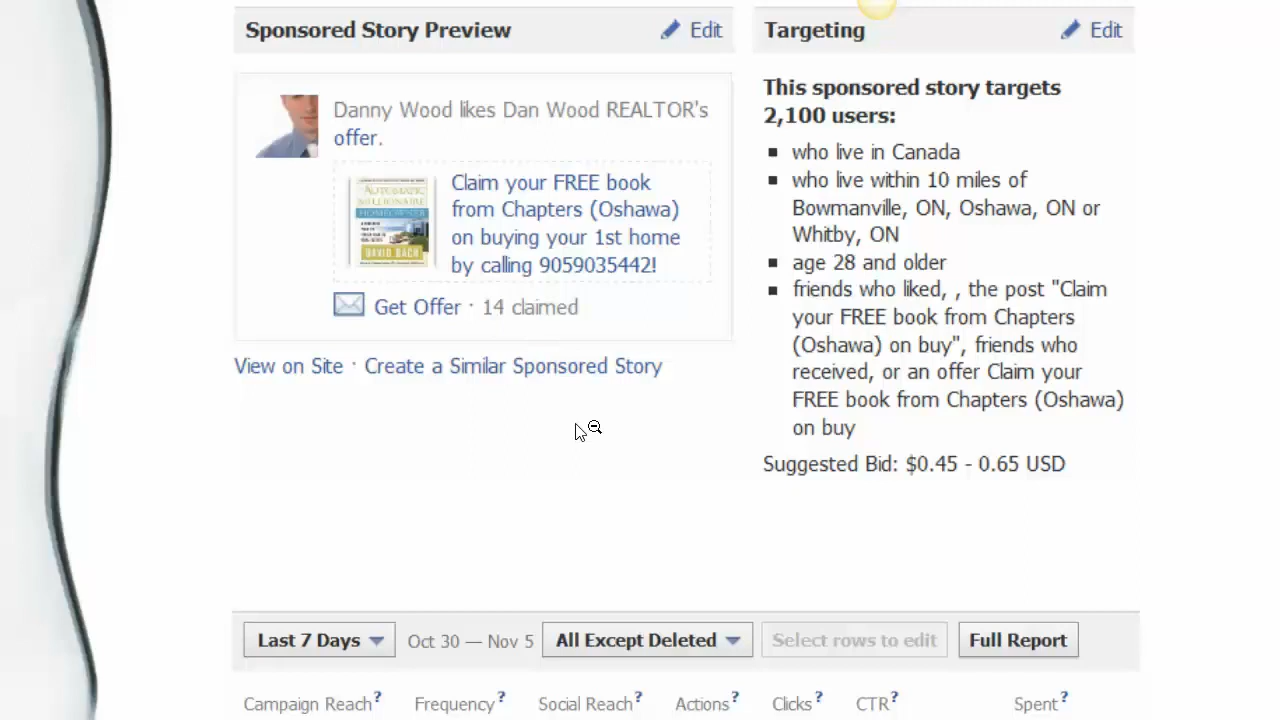 Sponsored Story Preview
Edit
Danny Wood likes Dan Wood REALTOR's
offer.
AUTOMATIC
MILLIONAIRE
HOMEOWNER
DAVID BACH
Claim your FREE book
from Chapters (Oshawa)
on buying your 1st home
by calling 9059035442!
Get Offer · 14 claimed
View on Site · Create a Similar Sponsored Story
Targeting
Edit
This sponsored story targets
2,100 users:
who live in Canada
who live within 10 miles of
Bowmanville, ON, Oshawa, ON or
Whitby, ON
age 28 and older
friends who liked, , the post "Claim
your FREE book from Chapters
(Oshawa) on buy", friends who
received, or an offer Claim your
FREE book from Chapters (Oshawa)
on buy
Suggested Bid: $0.45 - 0.65 USD
Last 7 Days Oct 30 — Nov 5 All Except Deleted Select rows to edit Full Report
Campaign Reach? Frequency? Social Reach? Actions? Clicks? CTR? Spent?